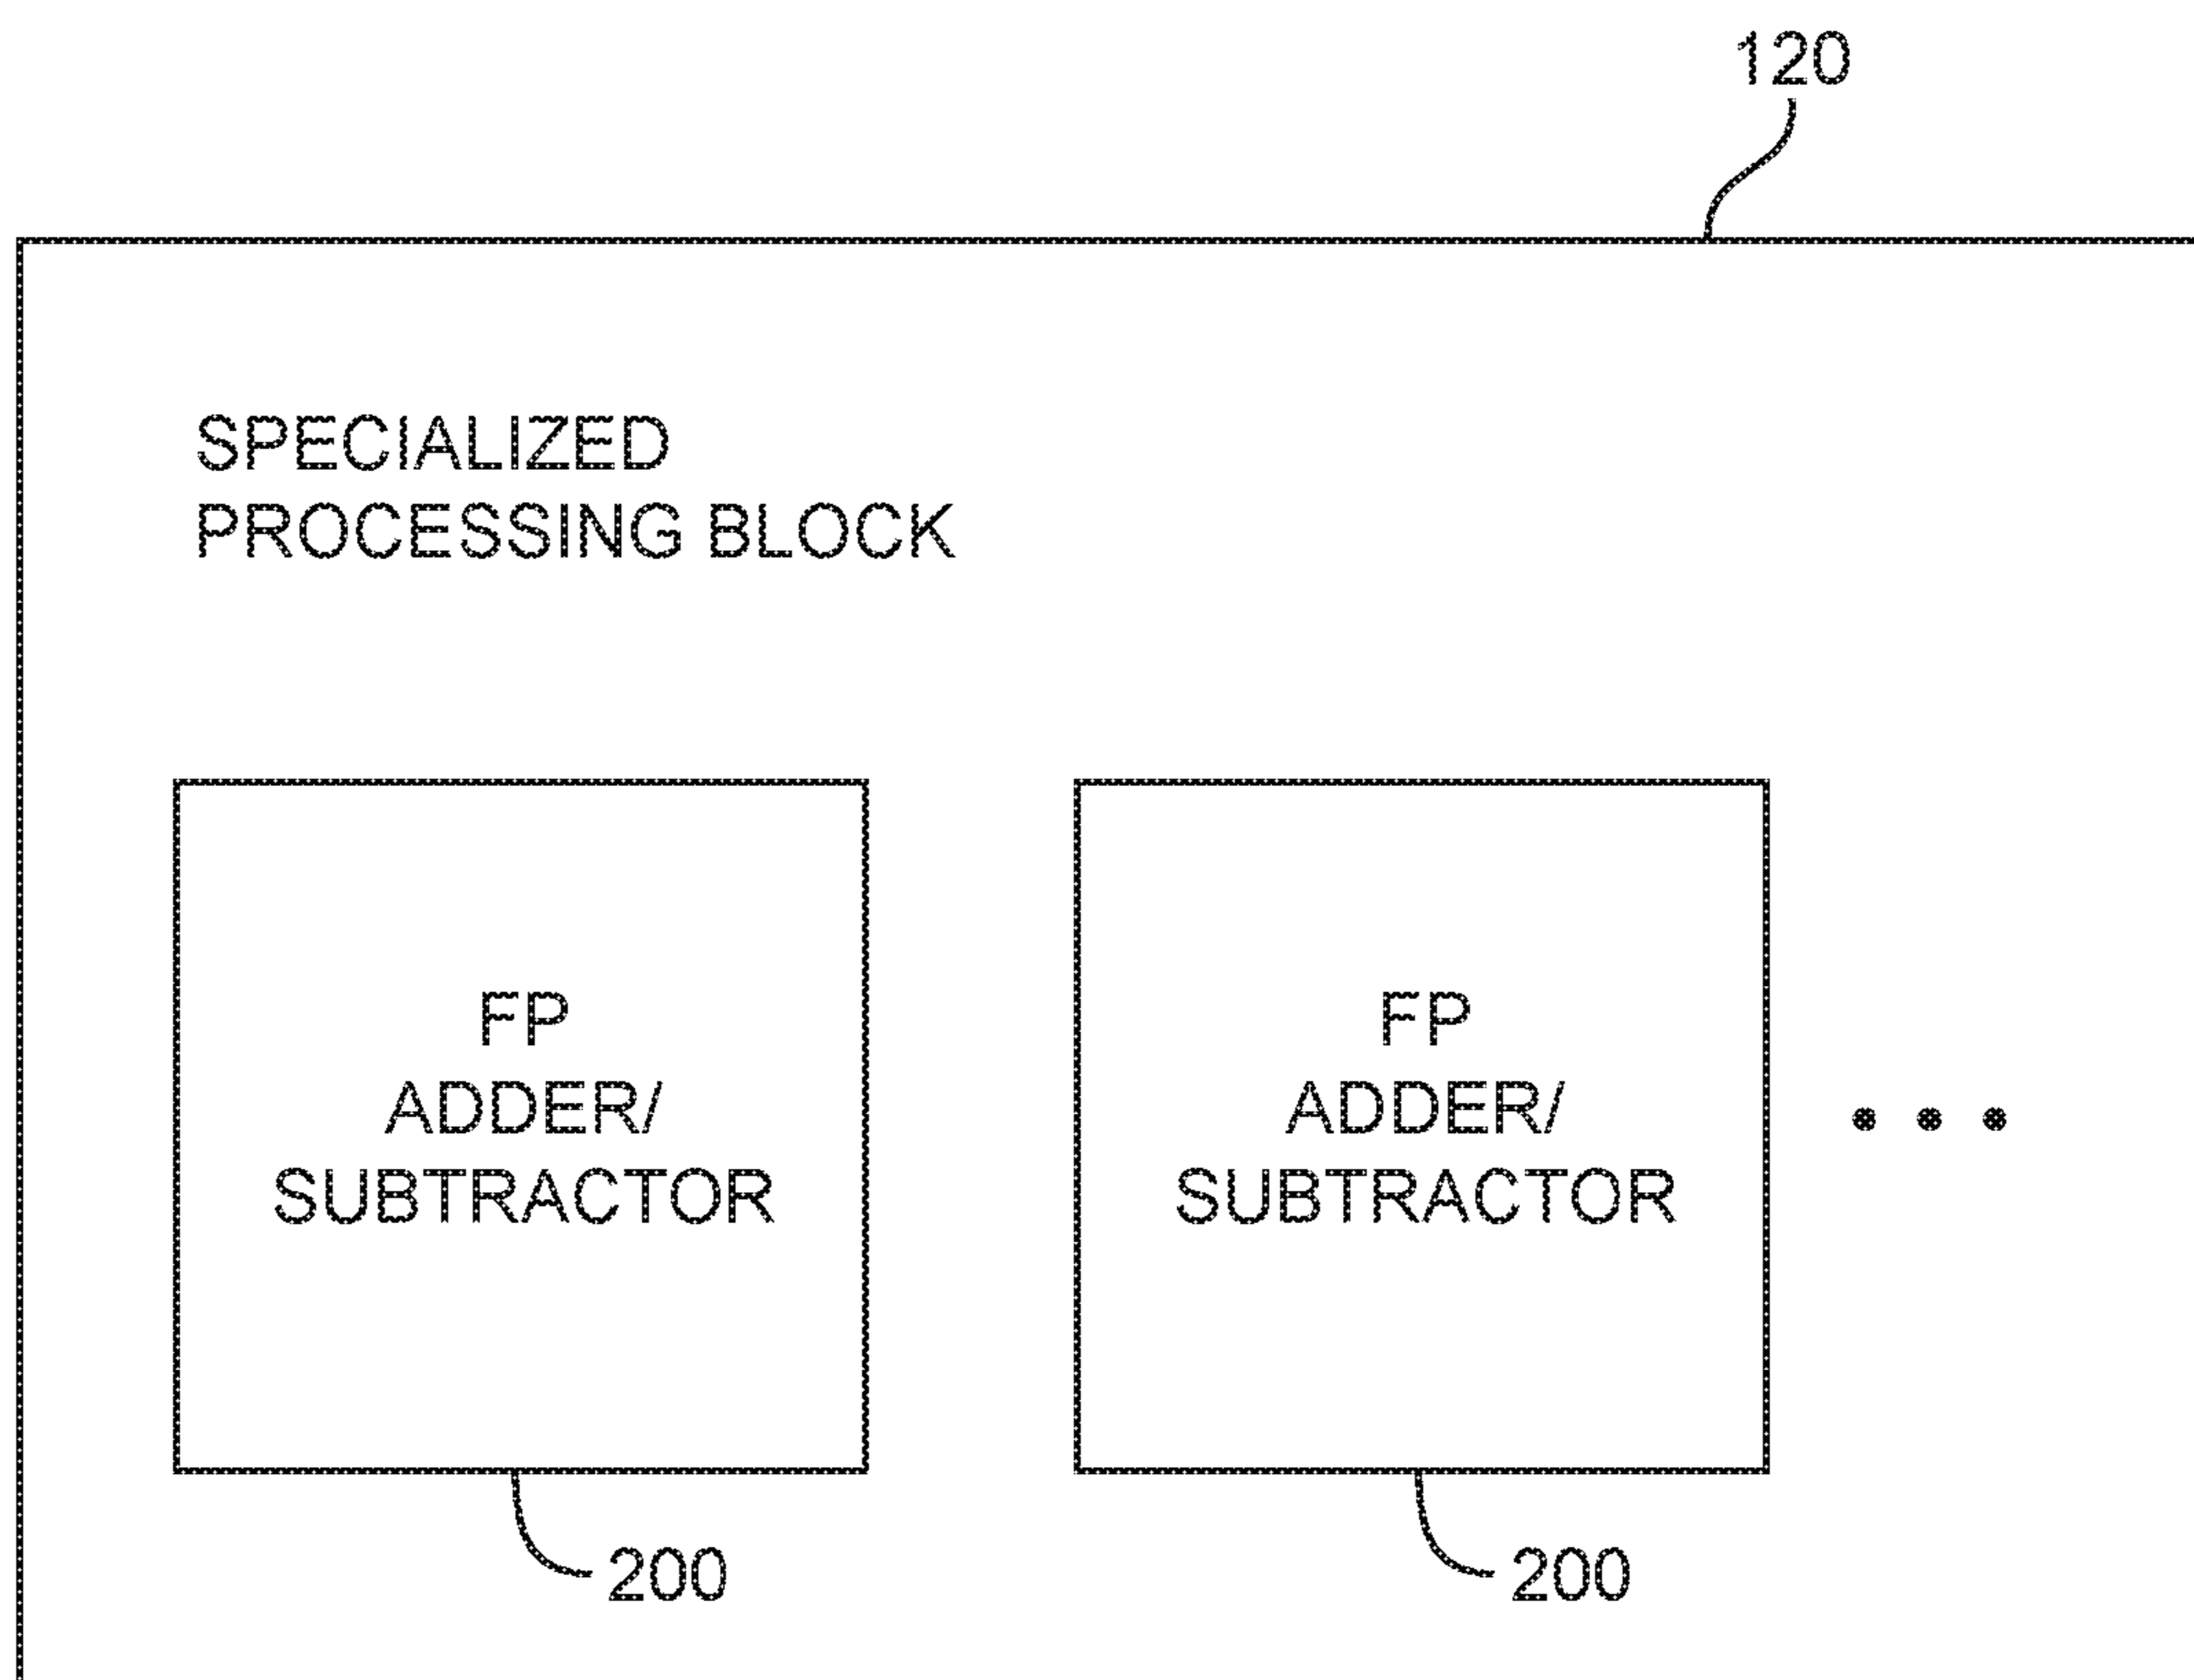 120
SPECIALIZED
PROCESSING BLOCK
FP
ADDER/
SUBTRACTOR
FP
ADDER/
SUBTRACTOR
200
200